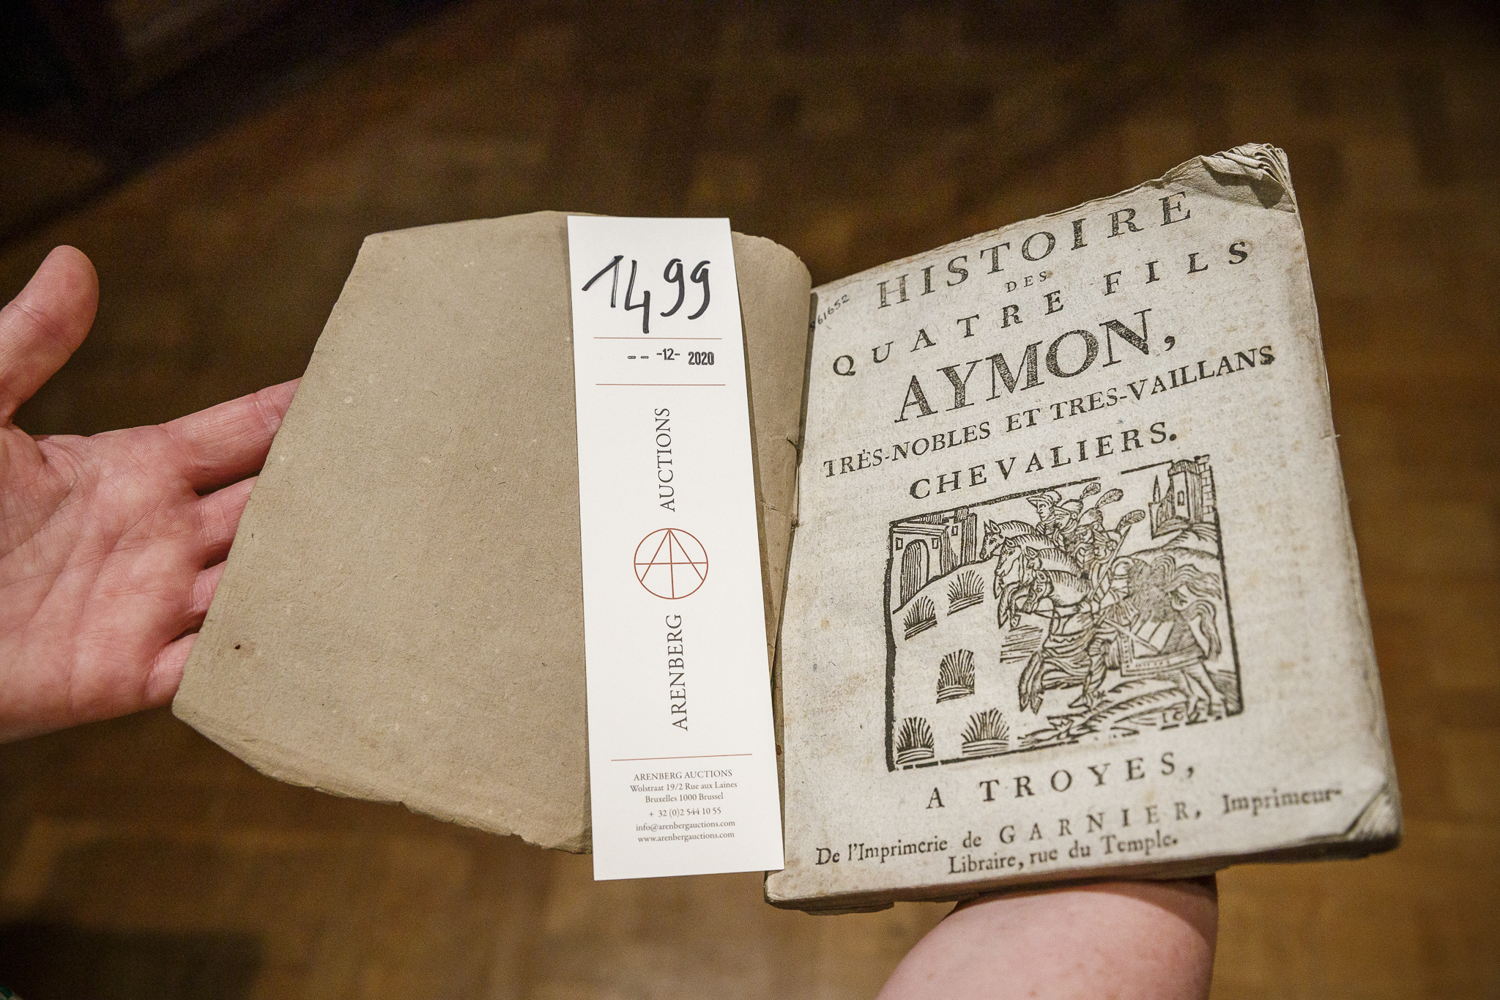 1499
-- -12- 2020
ARENBERG AUCTIONS
ARENBERG AUCTIONS
Wolstraat 19/2 Rue aux Laines
Bruxelles 1000 Brussel
+ 32 (0)2 544 10 55
info@arenbergauctions.com
www.arenbergauctions.com
61652
HISTOIRE
DES
QUATRE FILS
AYMON,
TRÈS-NOBLES ET TRES-VAILLANS
CHEVALIERS.
A TROYES,
De l'Imprimerie de GARNIER, Imprimeur-
Libraire, rue du Temple.